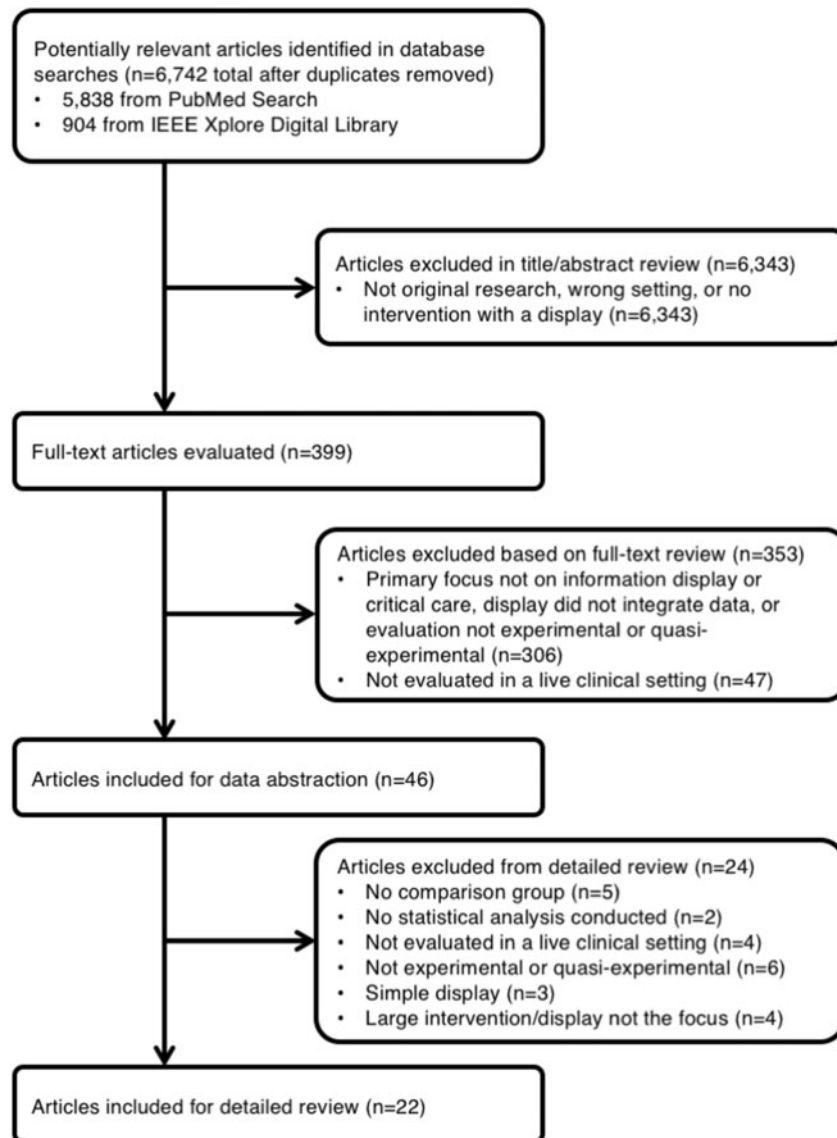 Potentially relevant articles identified in database
searches (n=6,742 total after duplicates removed)
• 5,838 from PubMed Search
• 904 from IEEE Xplore Digital Library
Articles excluded in title/abstract review (n=6,343)
• Not original research, wrong setting, or no
intervention with a display (n=6,343)
Full-text articles evaluated (n=399)
Articles excluded based on full-text review (n=353)
• Primary focus not on information display or
critical care, display did not integrate data, or
evaluation not experimental or quasi-
experimental (n=306)
• Not evaluated in a live clinical setting (n=47)
Articles included for data abstraction (n=46)
Articles excluded from detailed review (n=24)
• No comparison group (n=5)
• No statistical analysis conducted (n=2)
• Not evaluated in a live clinical setting (n=4)
• Not experimental or quasi-experimental (n=6)
• Simple display (n=3)
• Large intervention/display not the focus (n=4)
Articles included for detailed review (n=22)